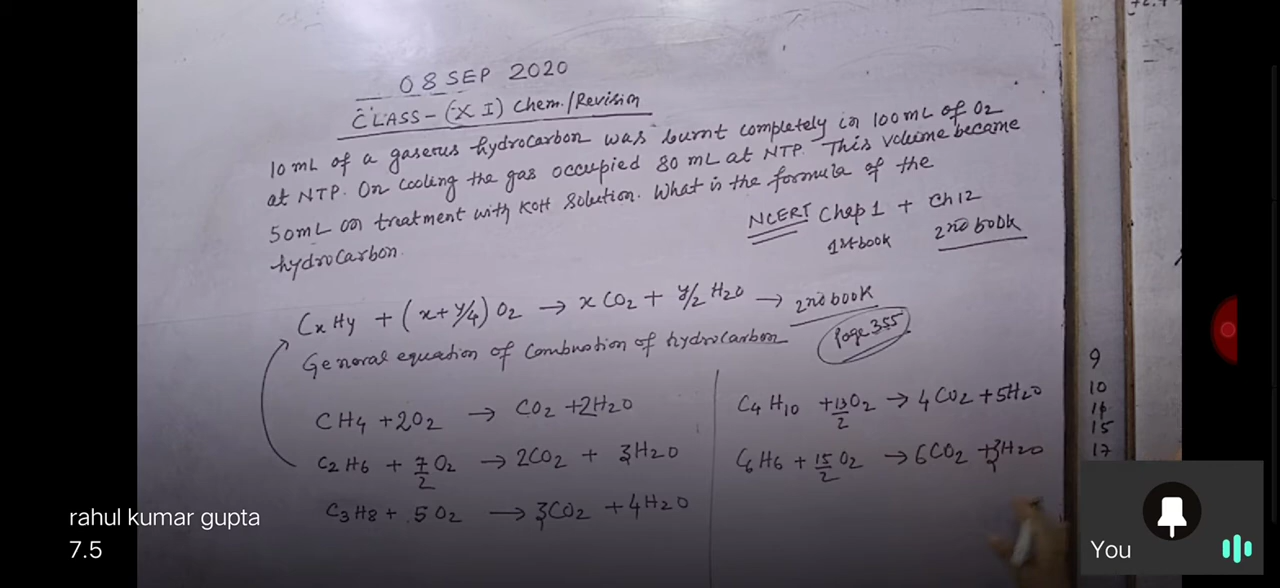 08 SEP 2020
CLASS - (XI) Chem./Revision
10 mL of a gaseous hydrocarbon was burnt completely in 100 mL of O2
at NTP. On cooling the gas occupied 80 mL at NTP. This volume became
50 mL on treatment with KOH solution. What is the formula of the
hydrocarbon.
NCERT Chap 1 + Ch 12
1st book 2nd book
CxHy + (x+y/4) O2 → x CO2 + y/2 H2O → 2nd book
General equation of Combustion of hydrocarbon
Page 355
CH4 + 2O2 → CO2 + 2H2O
C2H6 + 7/2 O2 → 2CO2 + 3H2O
C3H8 + 5O2 → 3CO2 + 4H2O
C4H10 + 13/2 O2 → 4CO2 + 5H2O
C6H6 + 15/2 O2 → 6CO2 + 3H2O
9
10
15
17
rahul kumar gupta
7.5
You